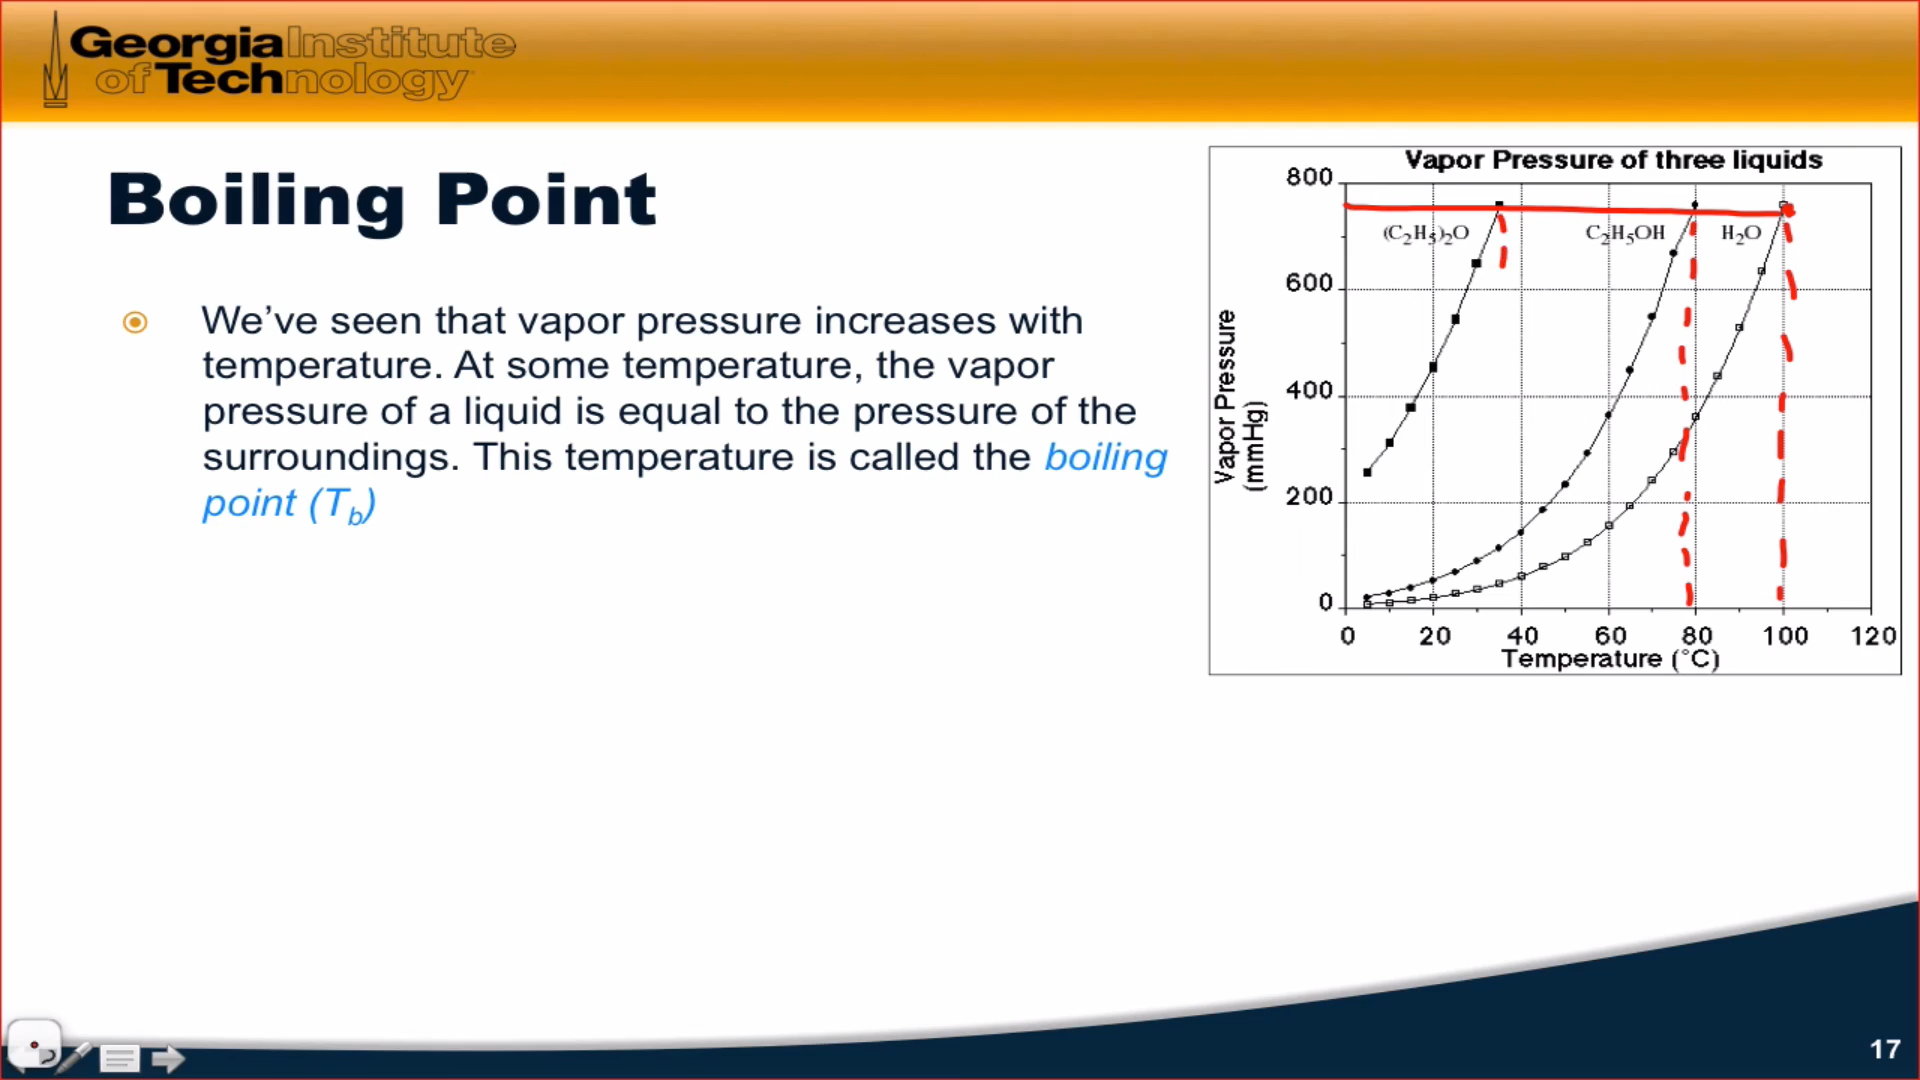 GeorgiaInstitute
ofTechnology
Boiling Point
We’ve seen that vapor pressure increases with
temperature. At some temperature, the vapor
pressure of a liquid is equal to the pressure of the
surroundings. This temperature is called the boiling
point (Tb)
Vapor Pressure of three liquids
800
600
400
200
0
Vapor Pressure
(mmHg)
(C2H5)2O
C2H5OH
H2O
0 20 40 60 80 100 120
Temperature (°C)
17